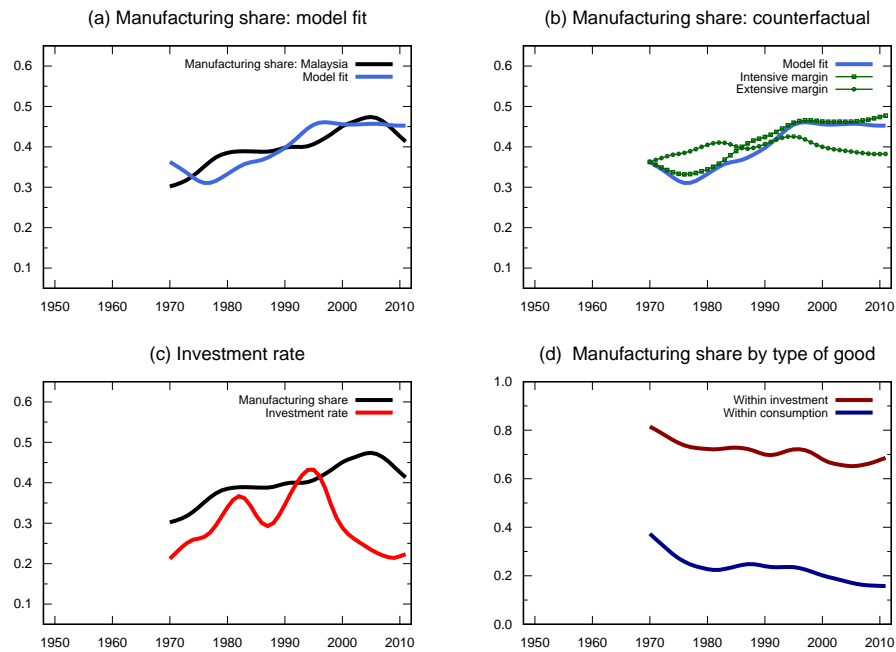 (a) Manufacturing share: model fit
0.6
0.5
0.4
0.3
0.2
0.1
Manufacturing share: Malaysia
Model fit
1950 1960 1970 1980 1990 2000 2010
(b) Manufacturing share: counterfactual
0.6
0.5
0.4
0.3
0.2
0.1
Model fit
Intensive margin
Extensive margin
1950 1960 1970 1980 1990 2000 2010
(c) Investment rate
0.6
0.5
0.4
0.3
0.2
0.1
Manufacturing share
Investment rate
1950 1960 1970 1980 1990 2000 2010
(d) Manufacturing share by type of good
1.0
0.8
0.6
0.4
0.2
0.0
Within investment
Within consumption
1950 1960 1970 1980 1990 2000 2010